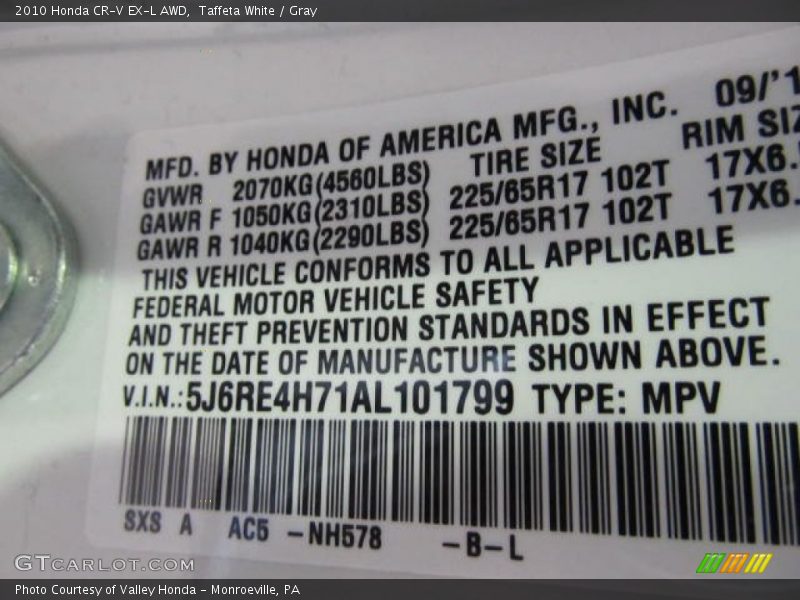 2010 Honda CR-V EX-L AWD, Taffeta White / Gray
MFD. BY HONDA OF AMERICA MFG., INC. 09/'1
GVWR 2070KG(4560LBS) TIRE SIZE RIM SIZ
GAWR F 1050KG(2310LBS) 225/65R17 102T 17X6.
GAWR R 1040KG(2290LBS) 225/65R17 102T 17X6.
THIS VEHICLE CONFORMS TO ALL APPLICABLE
FEDERAL MOTOR VEHICLE SAFETY
AND THEFT PREVENTION STANDARDS IN EFFECT
ON THE DATE OF MANUFACTURE SHOWN ABOVE.
V.I.N.:5J6RE4H71AL101799 TYPE: MPV
SXS A AC5 -NH578 -B-L
GTCARLOT.COM
Photo Courtesy of Valley Honda - Monroeville, PA